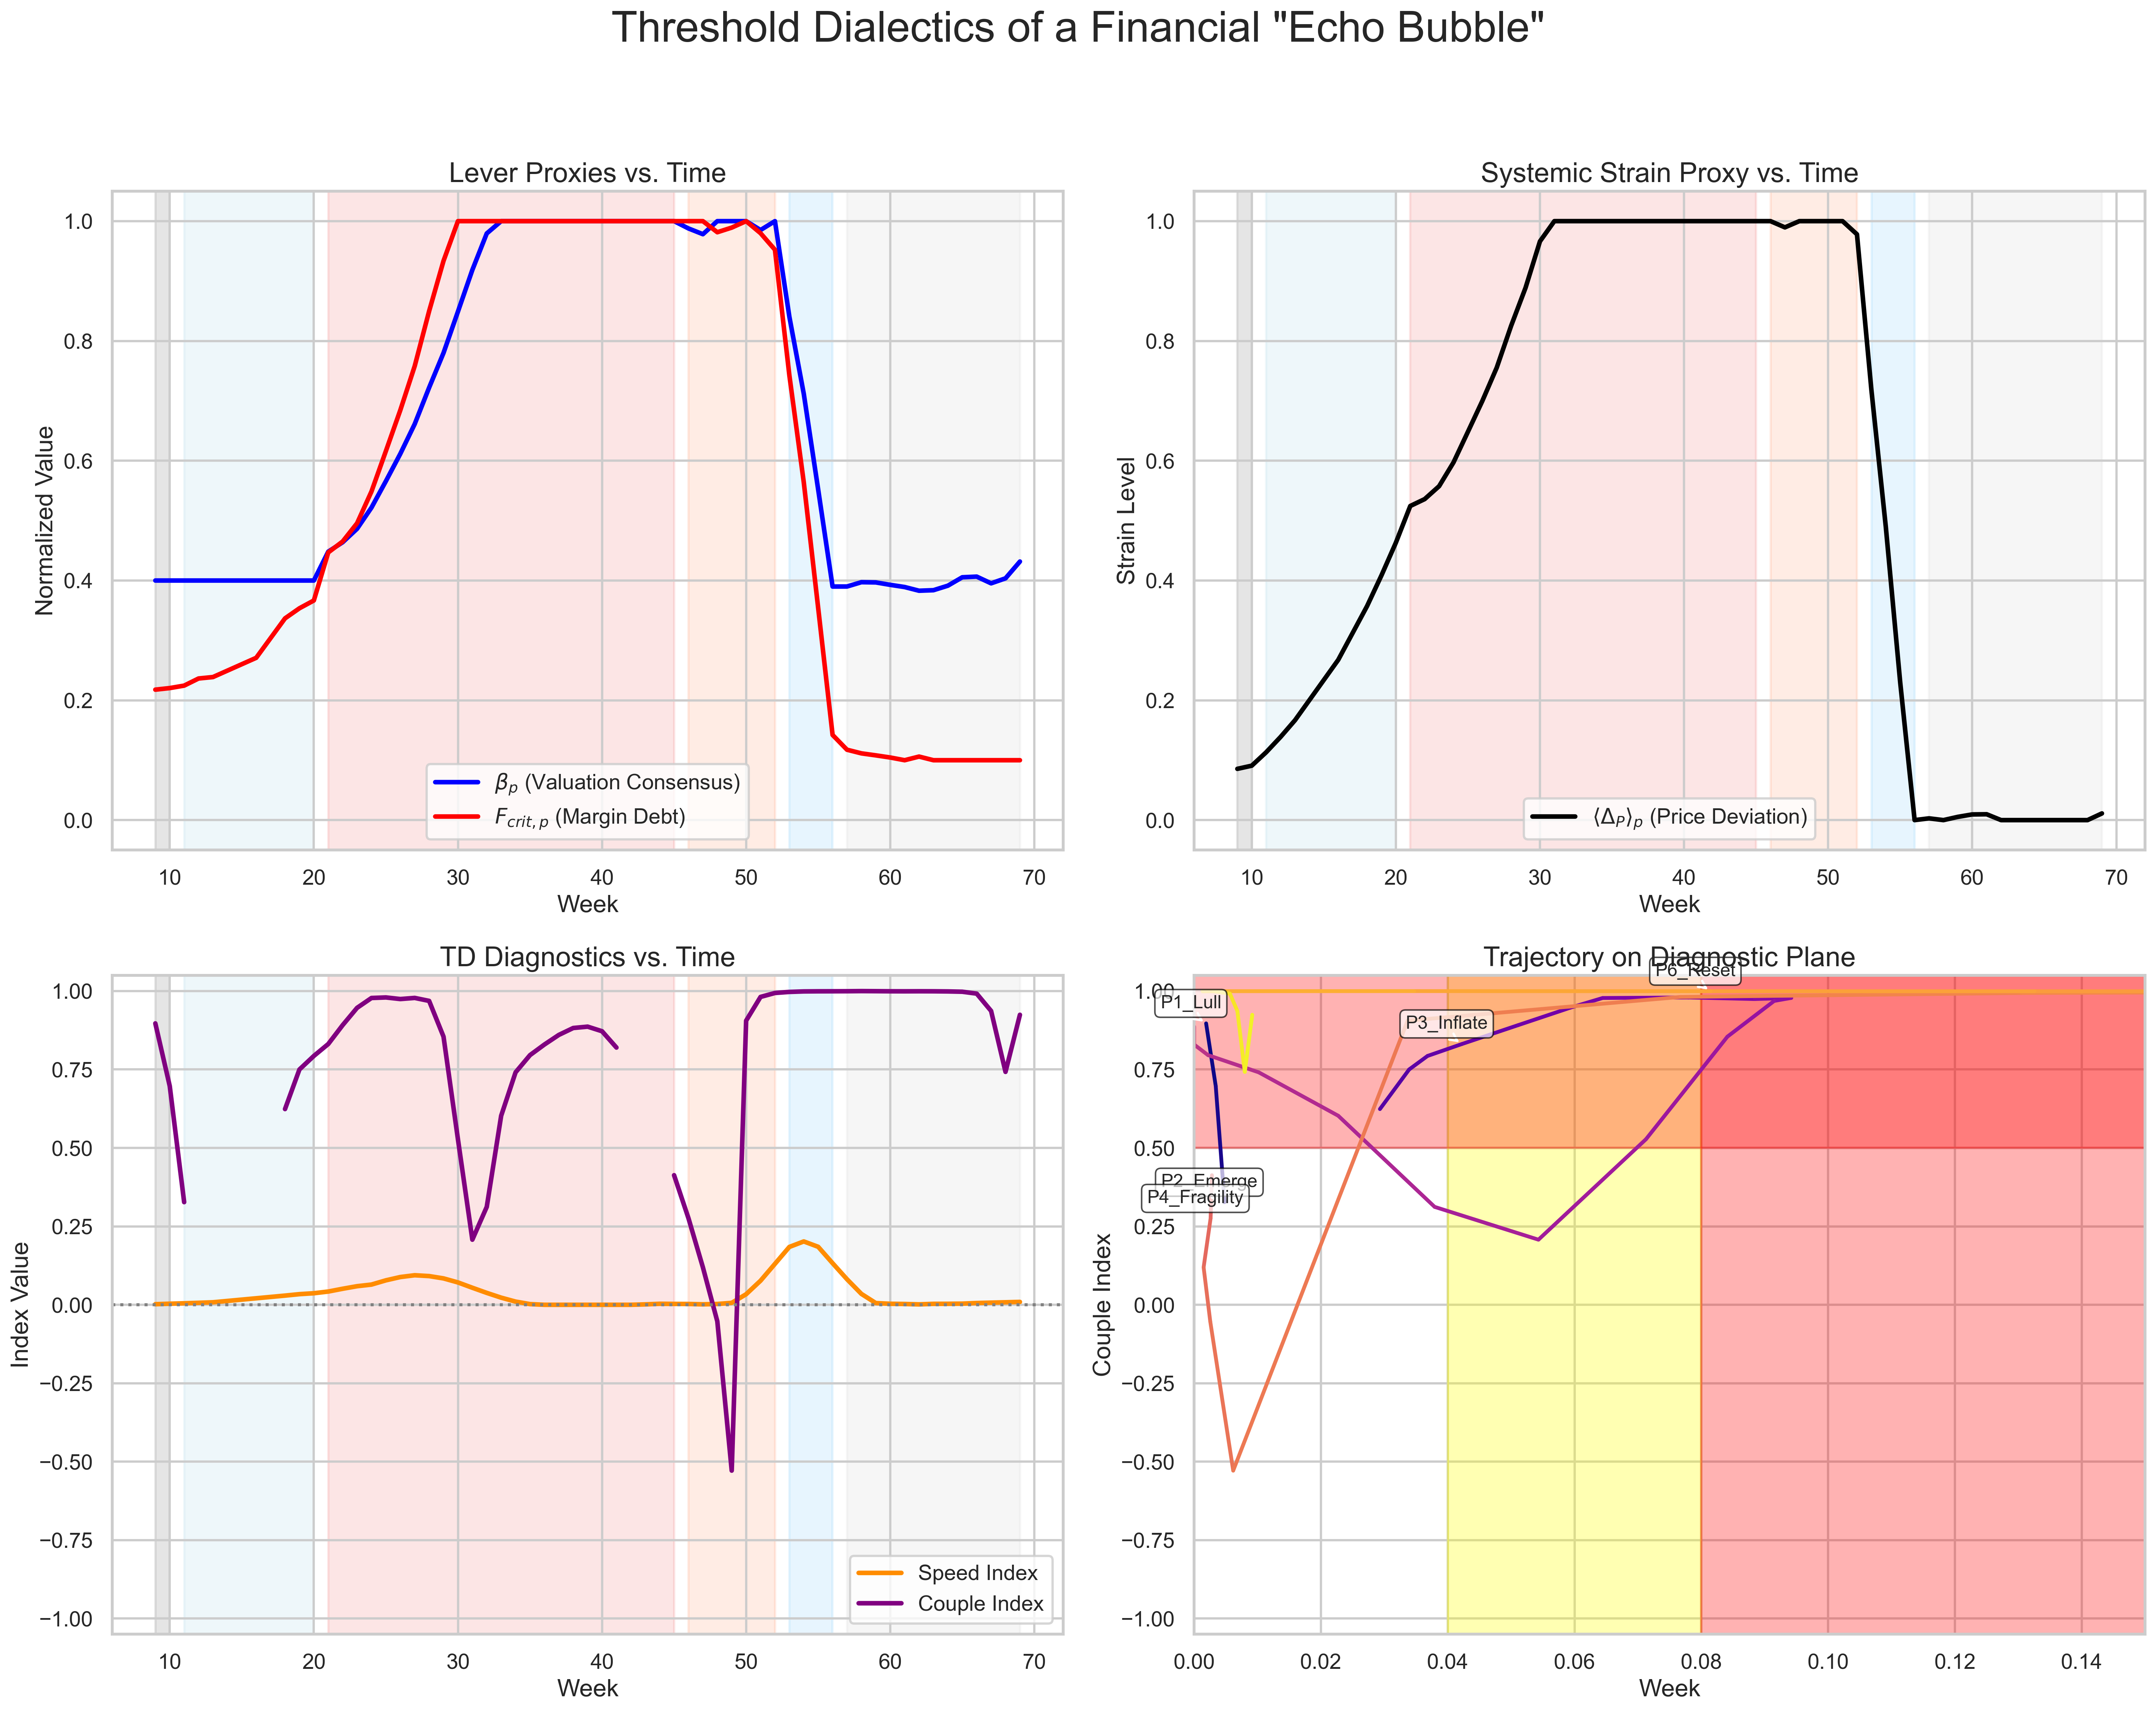 Threshold Dialectics of a Financial "Echo Bubble"
Lever Proxies vs. Time
Normalized Value
1.0
0.8
0.6
0.4
0.2
0.0
β_p (Valuation Consensus)
F_{crit, p} (Margin Debt)
10 20 30 40 50 60 70
Week
Systemic Strain Proxy vs. Time
Strain Level
1.0
0.8
0.6
0.4
0.2
0.0
⟨Δ_P⟩_p (Price Deviation)
10 20 30 40 50 60 70
Week
TD Diagnostics vs. Time
Index Value
1.00
0.75
0.50
0.25
0.00
−0.25
−0.50
−0.75
−1.00
Speed Index
Couple Index
10 20 30 40 50 60 70
Week
Trajectory on Diagnostic Plane
P6_Reset
Couple Index
1.00
P1_Lull
P3_Inflate
0.75
0.50
P2_Emerge
P4_Fragility
0.25
0.00
−0.25
−0.50
−0.75
−1.00
0.00 0.02 0.04 0.06 0.08 0.10 0.12 0.14
Week